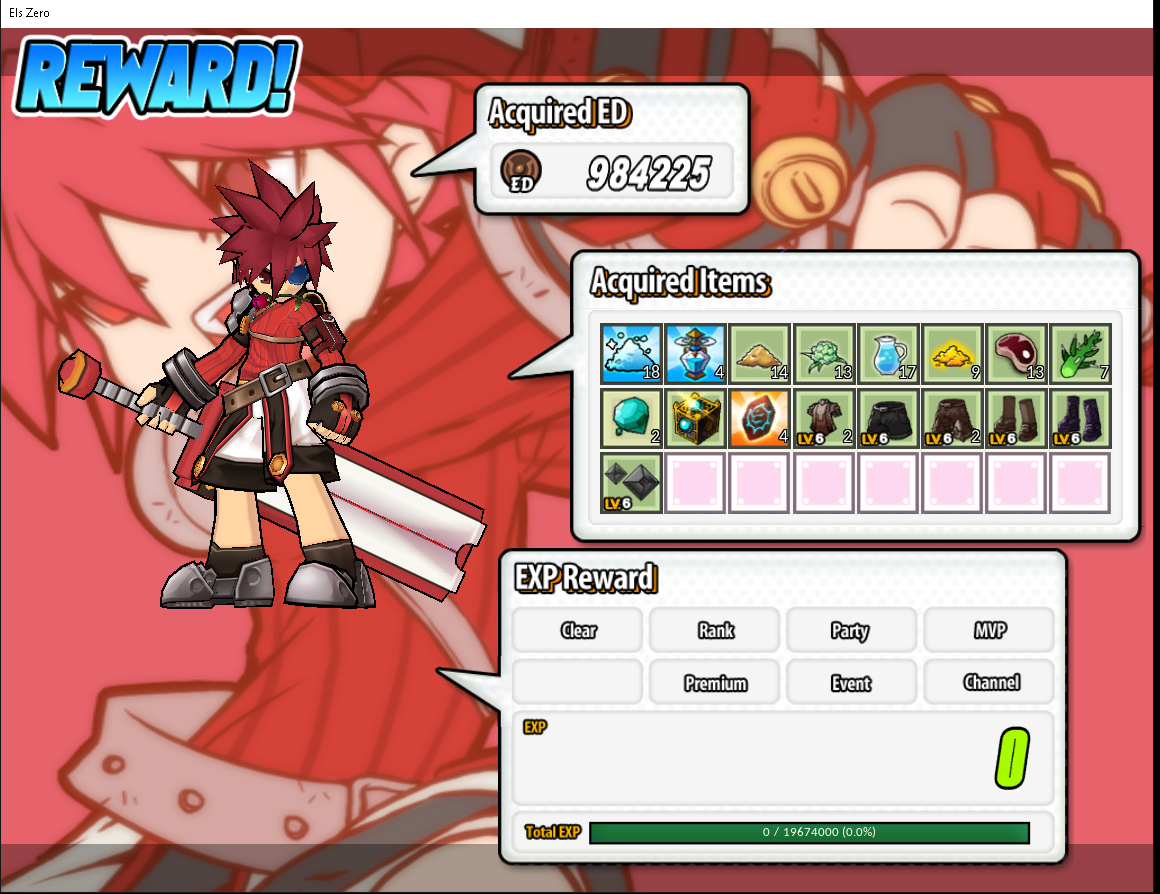 Els Zero
REWARD!
Acquired ED
ED 984225
Acquired Items
18 4 14 13 17 9 13 7
2 4 LV.6 2 LV.6 LV.6 2 LV.6 LV.6
LV.6
EXP Reward
Clear Rank Party MVP
Premium Event Channel
EXP
0
Total EXP 0 / 19674000 (0.0%)